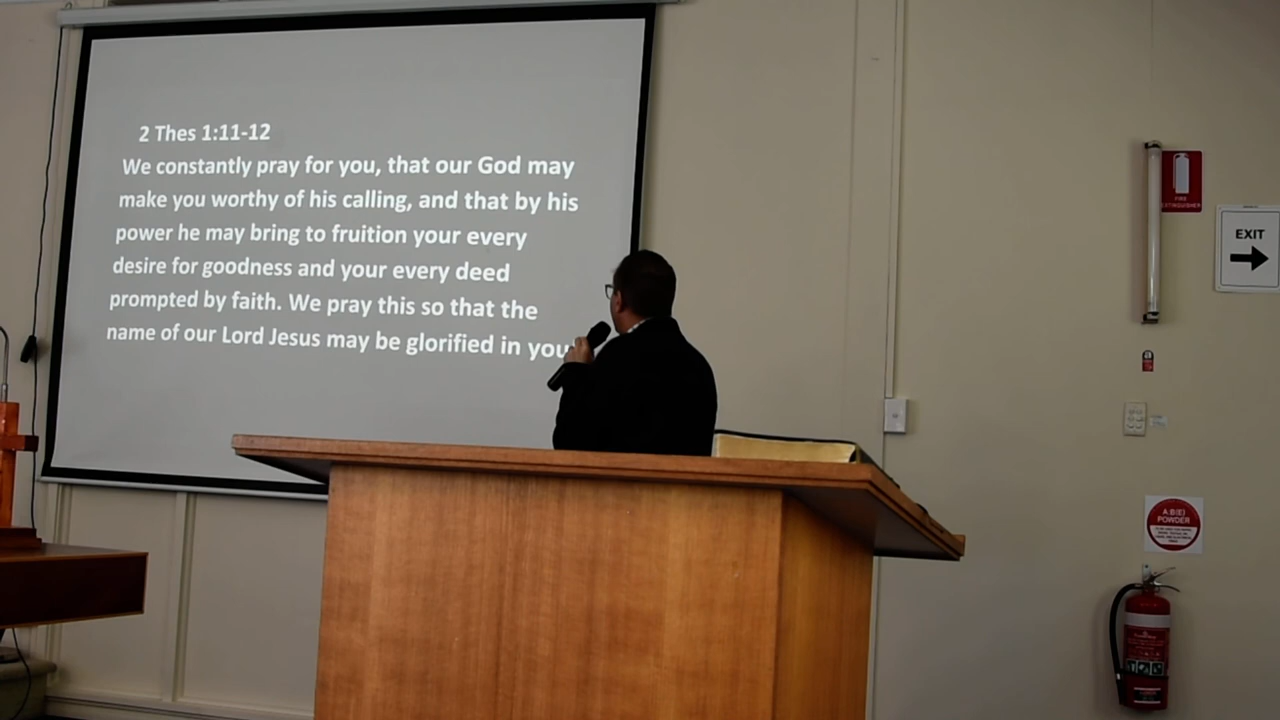 2 Thes 1:11-12
We constantly pray for you, that our God may
make you worthy of his calling, and that by his
power he may bring to fruition your every
desire for goodness and your every deed
prompted by faith. We pray this so that the
name of our Lord Jesus may be glorified in you
FIRE
EXTINGUISHER
EXIT
A:B(E)
POWDER